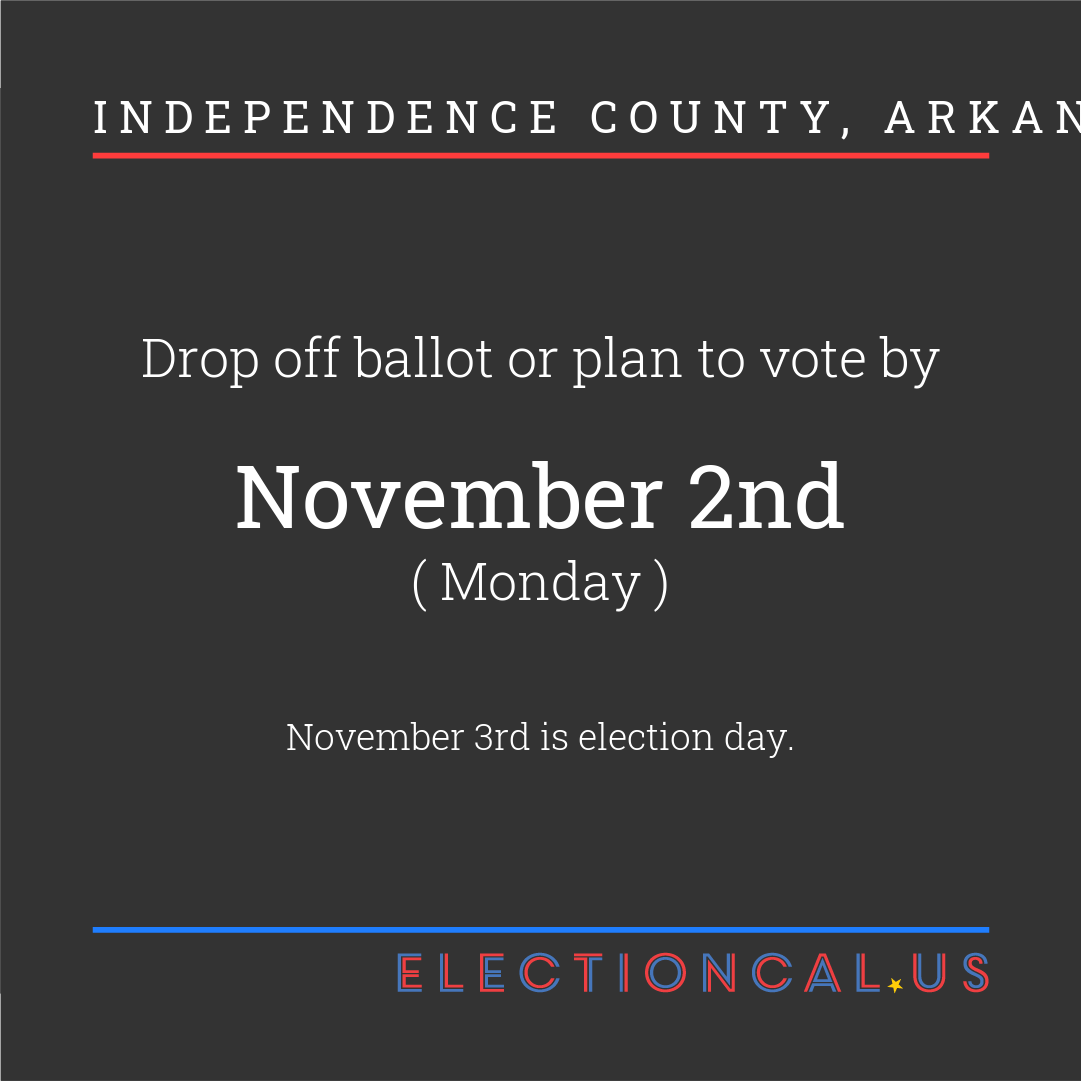 INDEPENDENCE COUNTY, ARKAN
Drop off ballot or plan to vote by
November 2nd
( Monday )
November 3rd is election day.
ELECTIONCAL.US